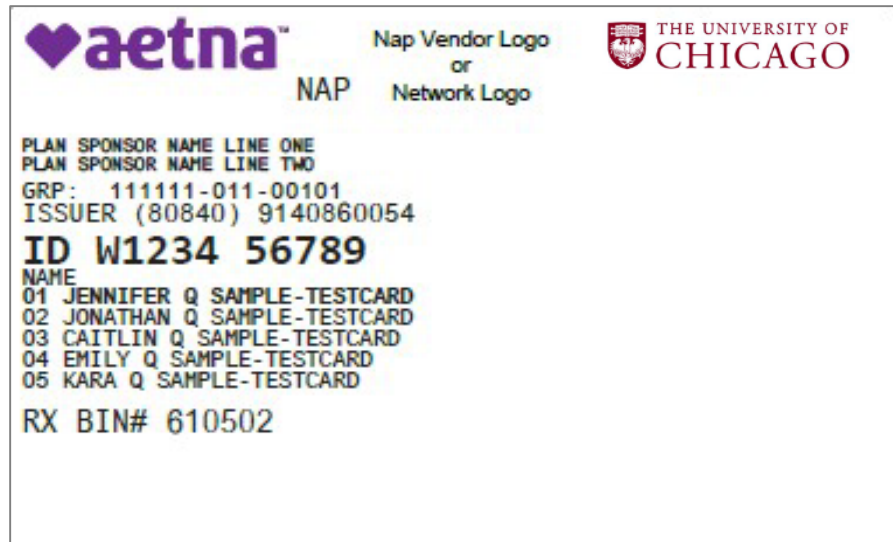 aetna™
Nap Vendor Logo
or
Network Logo
NAP
THE UNIVERSITY OF
CHICAGO
PLAN SPONSOR NAME LINE ONE
PLAN SPONSOR NAME LINE TWO
GRP: 111111-011-00101
ISSUER (80840) 9140860054
ID W1234 56789
NAME
01 JENNIFER Q SAMPLE-TESTCARD
02 JONATHAN Q SAMPLE-TESTCARD
03 CAITLIN Q SAMPLE-TESTCARD
04 EMILY Q SAMPLE-TESTCARD
05 KARA Q SAMPLE-TESTCARD
RX BIN# 610502